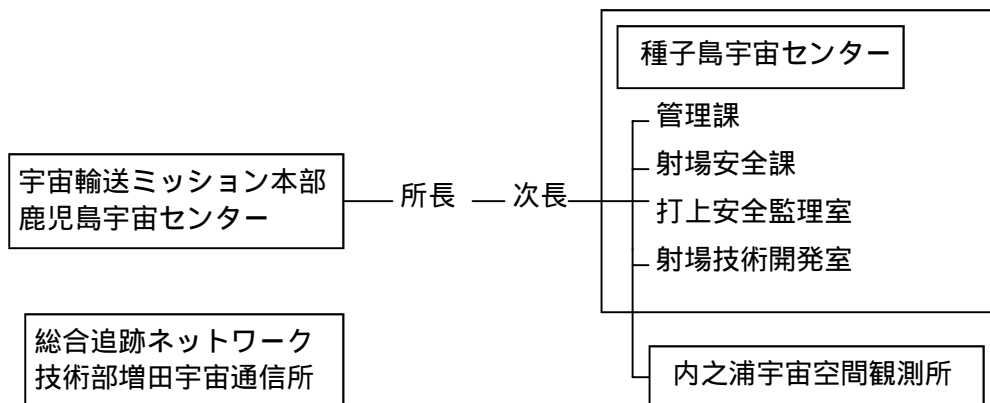 種子島宇宙センター
管理課
射場安全課
打上安全監理室
射場技術開発室
宇宙輸送ミッション本部
鹿児島宇宙センター
所長
次長
総合追跡ネットワーク
技術部増田宇宙通信所
内之浦宇宙空間観測所